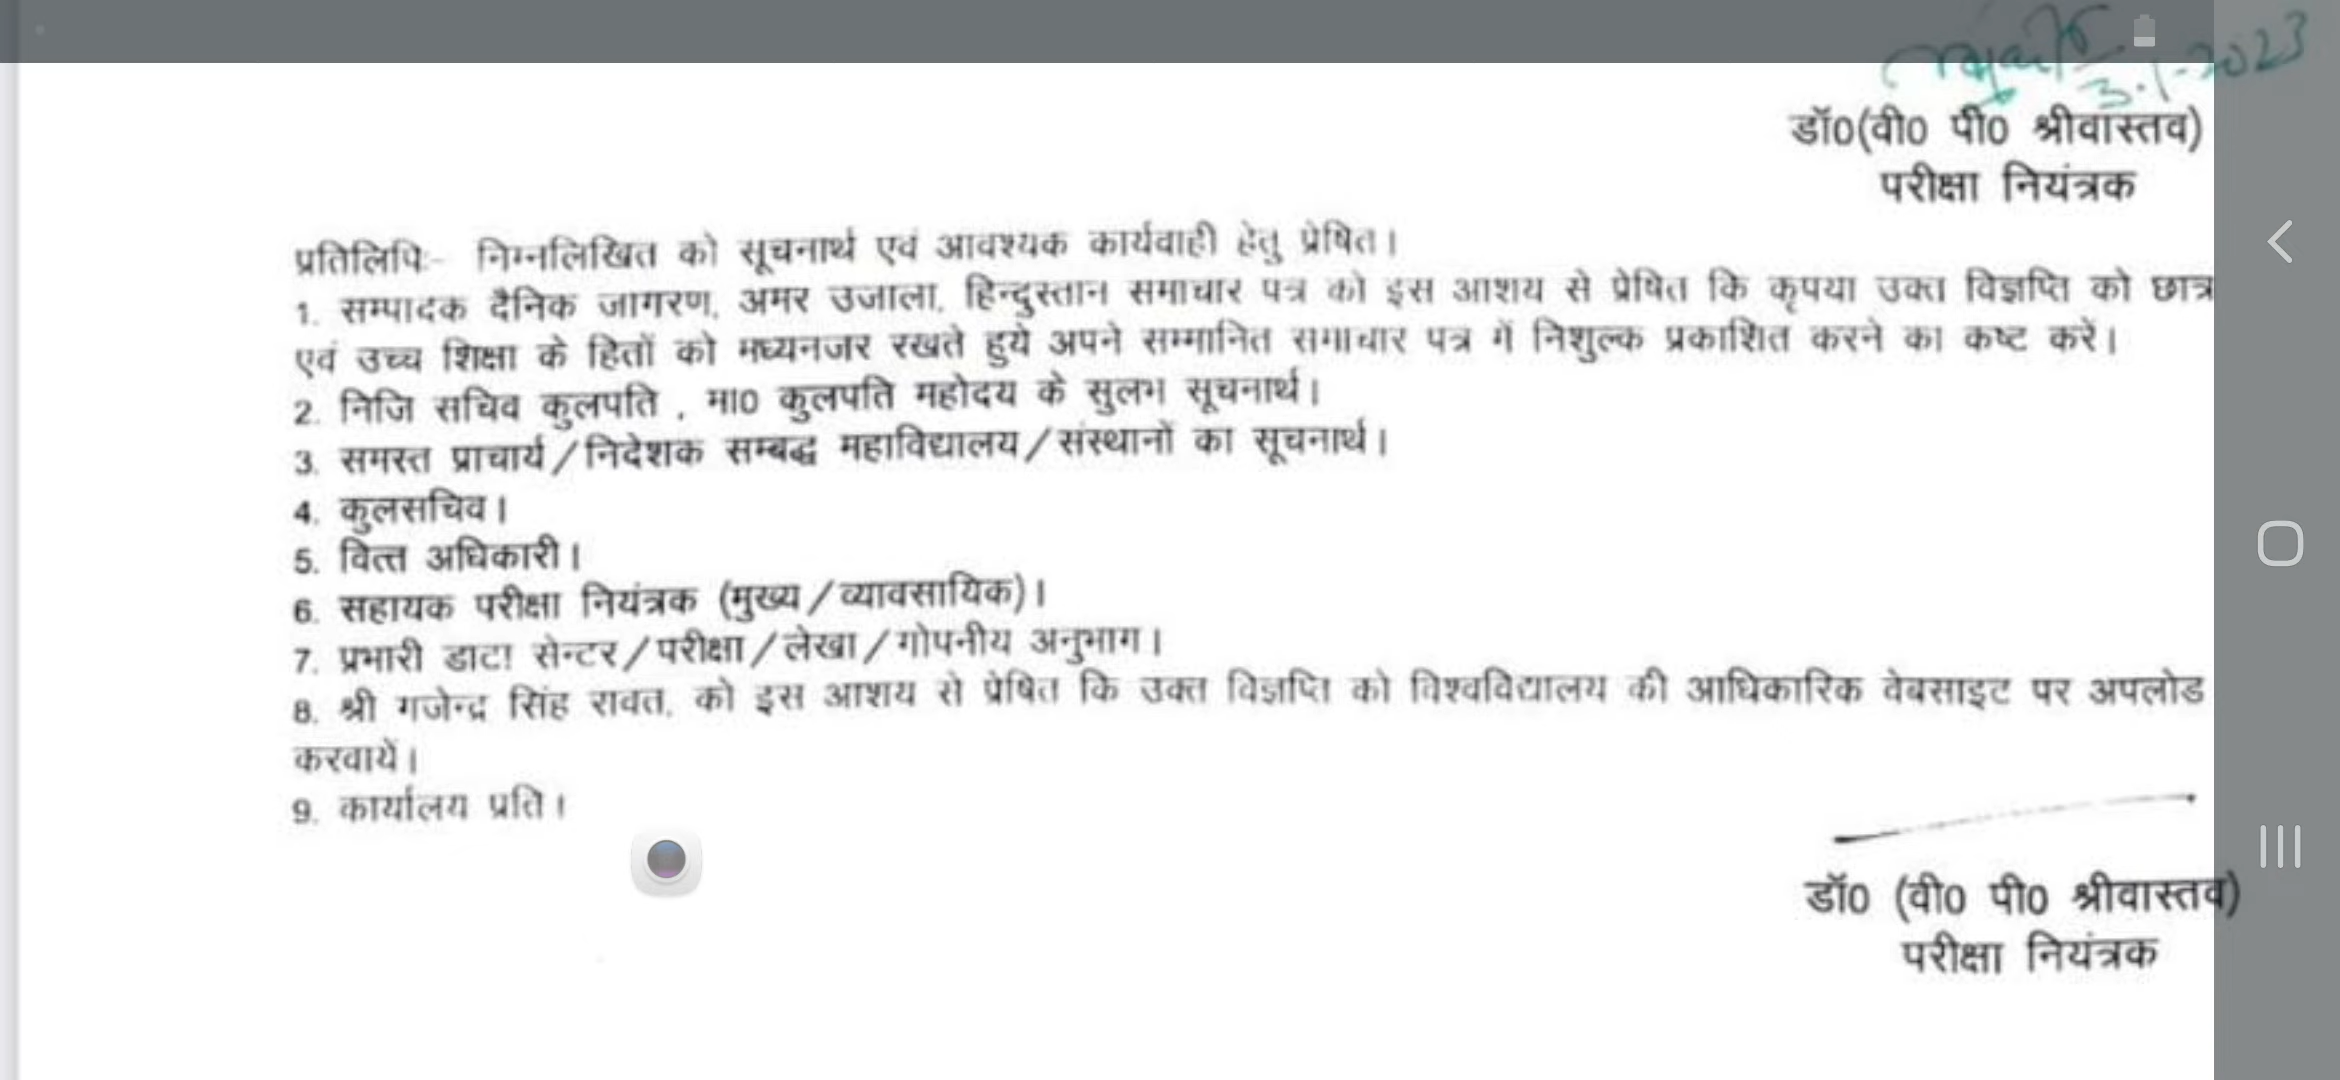 3.1-2023
डॉ0(वी0 पी0 श्रीवास्तव)
परीक्षा नियंत्रक
प्रतिलिपिः- निम्नलिखित को सूचनार्थ एवं आवश्यक कार्यवाही हेतु प्रेषित।
1. सम्पादक दैनिक जागरण, अमर उजाला, हिन्दुस्तान समाचार पत्र को इस आशय से प्रेषित कि कृपया उक्त विज्ञप्ति को छात्र
एवं उच्च शिक्षा के हितों को मध्यनजर रखते हुये अपने सम्मानित समाचार पत्र में निशुल्क प्रकाशित करने का कष्ट करें।
2. निजि सचिव कुलपति , मा0 कुलपति महोदय के सुलभ सूचनार्थ।
3. समस्त प्राचार्य/निदेशक सम्बद्ध महाविद्यालय/संस्थानों का सूचनार्थ।
4. कुलसचिव।
5. वित्त अधिकारी।
6. सहायक परीक्षा नियंत्रक (मुख्य/व्यावसायिक)।
7. प्रभारी डाटा सेन्टर/परीक्षा/लेखा/गोपनीय अनुभाग।
8. श्री गजेन्द्र सिंह रावत, को इस आशय से प्रेषित कि उक्त विज्ञप्ति को विश्वविद्यालय की आधिकारिक वेबसाइट पर अपलोड
करवायें।
9. कार्यालय प्रति।
डॉ0 (वी0 पी0 श्रीवास्तव)
परीक्षा नियंत्रक